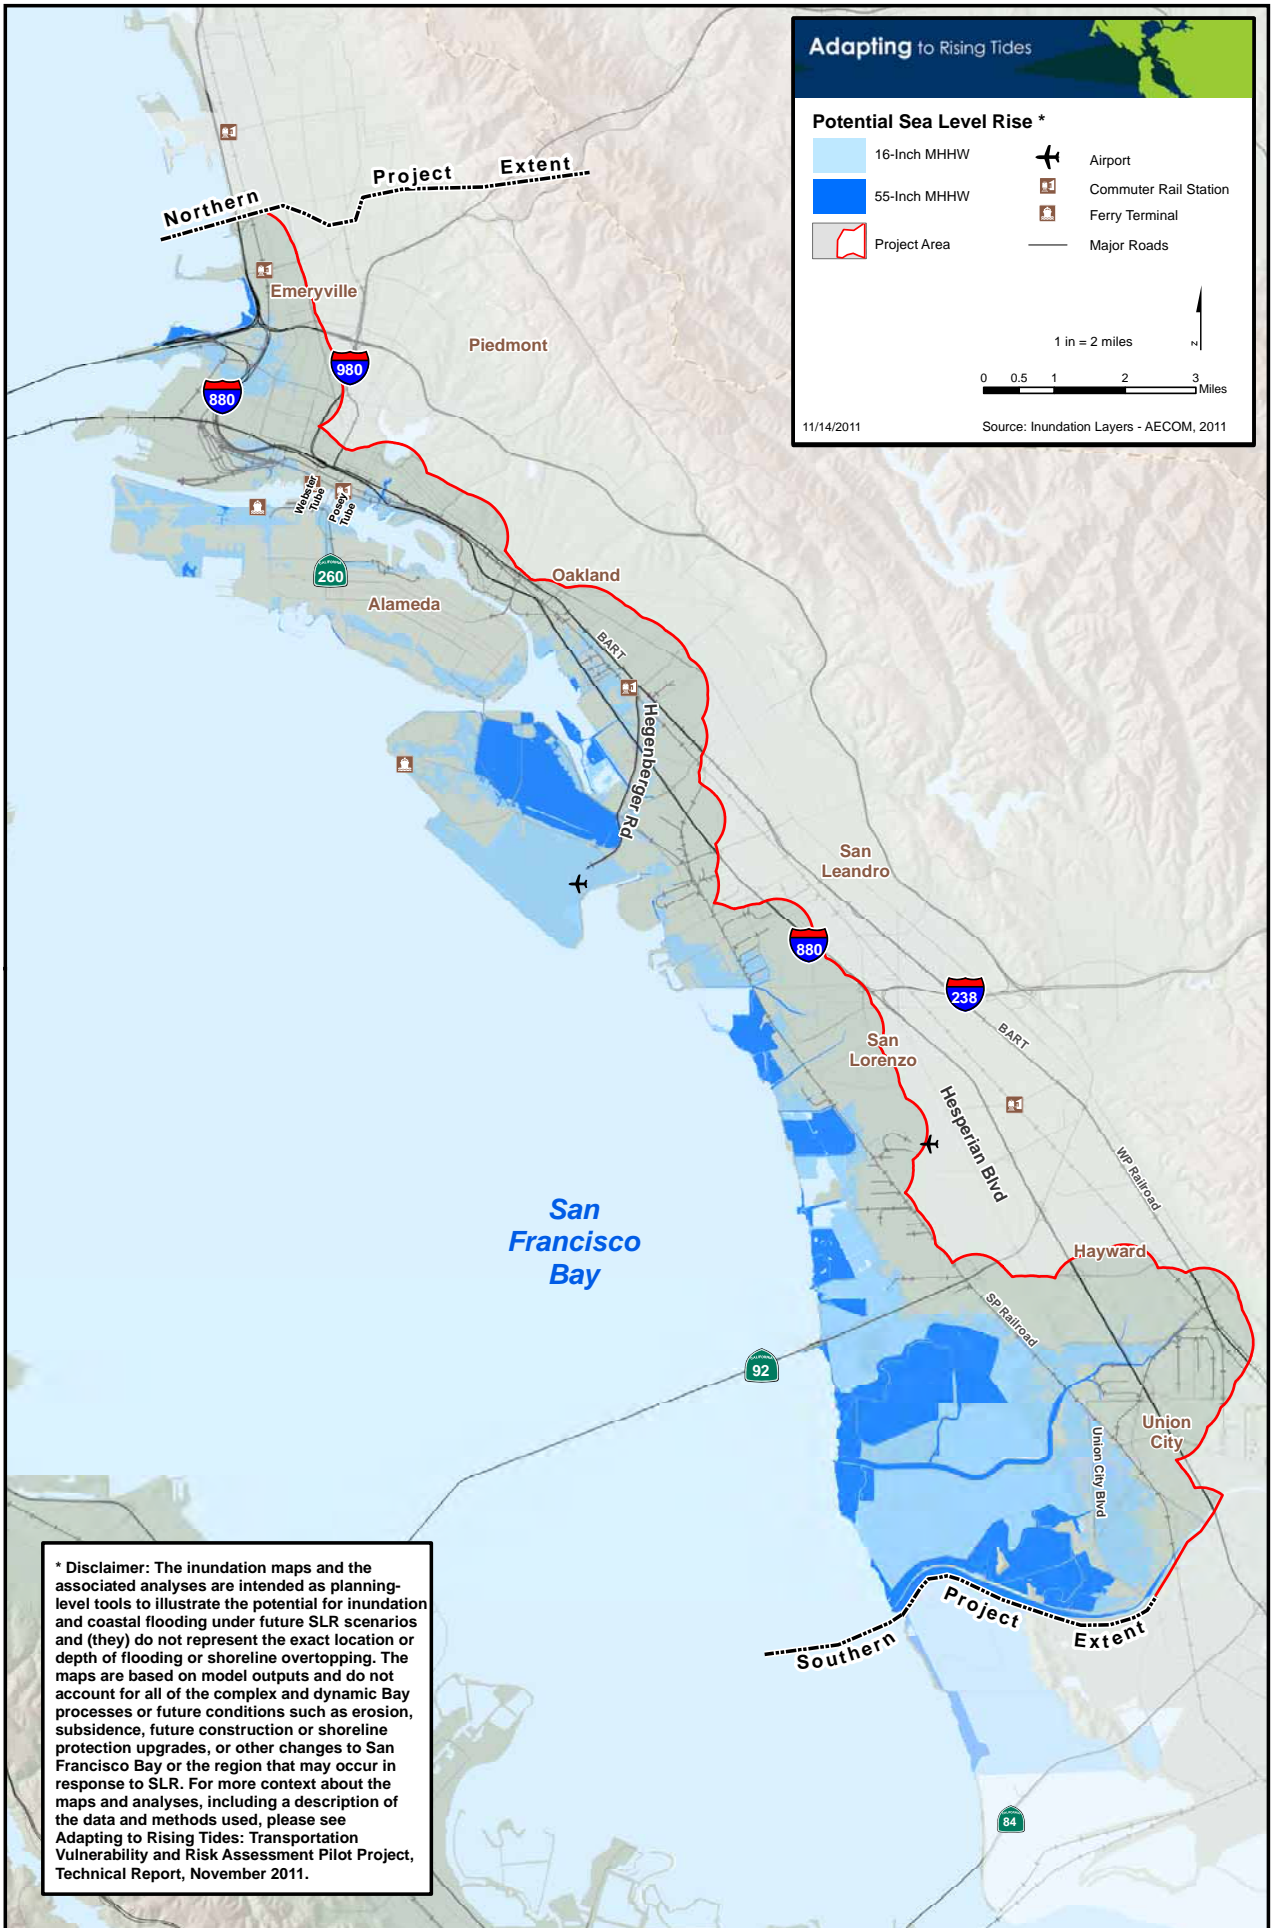 Adapting to Rising Tides
Potential Sea Level Rise *
16-Inch MHHW
55-Inch MHHW
Project Area
Airport
Commuter Rail Station
Ferry Terminal
Major Roads
1 in = 2 miles
N
0 0.5 1 2 3
Miles
11/14/2011
Source: Inundation Layers - AECOM, 2011
Northern Project Extent
Emeryville
Piedmont
980
880
Webster
Tube
Posey
Tube
CALIFORNIA
260
Alameda
Oakland
BART
Hegenberger Rd
San
Leandro
880
238
San
Lorenzo
BART
Hesperian Blvd
WP Railroad
San
Francisco
Bay
Hayward
SP Railroad
CALIFORNIA
92
Union
City
Union City Blvd
Southern Project Extent
CALIFORNIA
84
* Disclaimer: The inundation maps and the
associated analyses are intended as planning-
level tools to illustrate the potential for inundation
and coastal flooding under future SLR scenarios
and (they) do not represent the exact location or
depth of flooding or shoreline overtopping. The
maps are based on model outputs and do not
account for all of the complex and dynamic Bay
processes or future conditions such as erosion,
subsidence, future construction or shoreline
protection upgrades, or other changes to San
Francisco Bay or the region that may occur in
response to SLR. For more context about the
maps and analyses, including a description of
the data and methods used, please see
Adapting to Rising Tides: Transportation
Vulnerability and Risk Assessment Pilot Project,
Technical Report, November 2011.